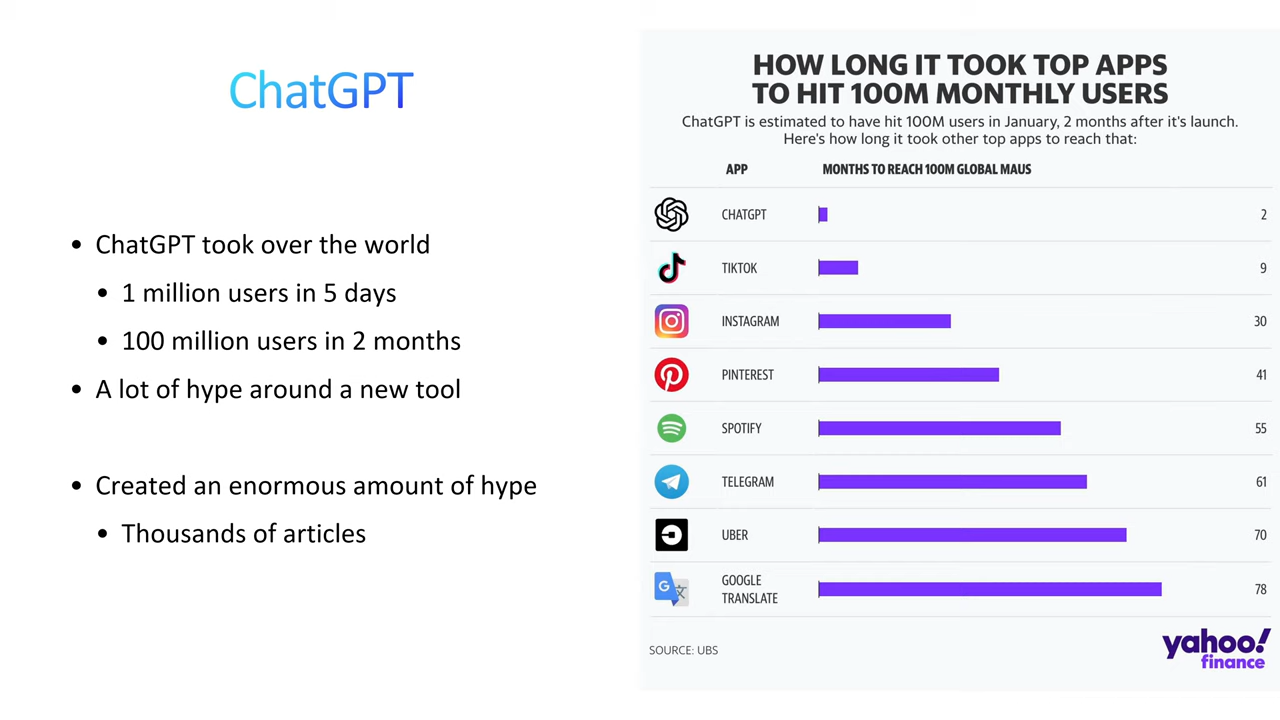 ChatGPT
• ChatGPT took over the world
• 1 million users in 5 days
• 100 million users in 2 months
• A lot of hype around a new tool
• Created an enormous amount of hype
• Thousands of articles
HOW LONG IT TOOK TOP APPS
TO HIT 100M MONTHLY USERS
ChatGPT is estimated to have hit 100M users in January, 2 months after it's launch.
Here's how long it took other top apps to reach that:
APP MONTHS TO REACH 100M GLOBAL MAUS
CHATGPT 2
TIKTOK 9
INSTAGRAM 30
PINTEREST 41
SPOTIFY 55
TELEGRAM 61
UBER 70
GOOGLE
TRANSLATE 78
SOURCE: UBS
yahoo!
finance